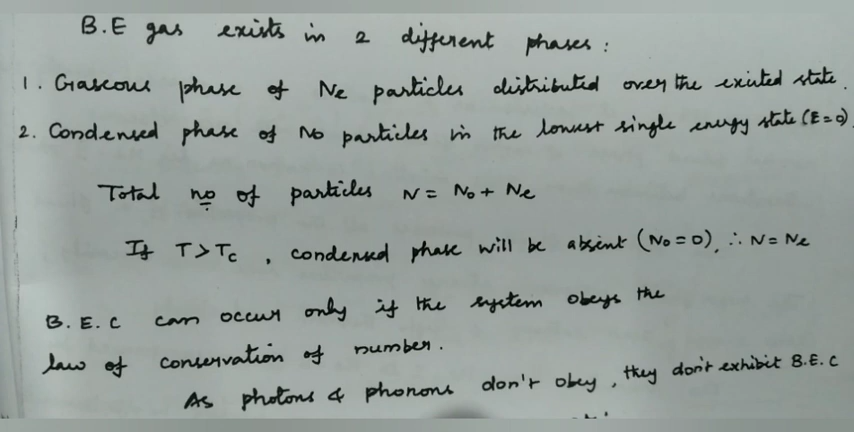 B.E gas exists in 2 different phases :
1. Gaseous phase of Ne particles distributed over the exited state.
2. Condensed phase of No particles in the lowest single energy state (E=0)
Total no of particles N = No + Ne
If T>Tc , condensed phase will be absent (No=0), ∴ N = Ne
B.E.C can occur only if the system obeys the
law of conservation of number.
As photons & phonons don't obey, they don't exhibit B.E.C